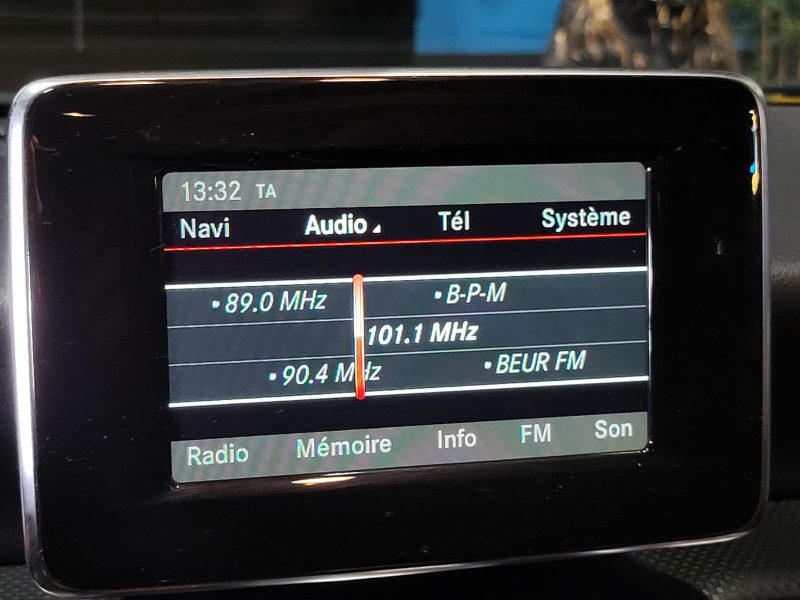 13:32 TA
Navi Audio Tél Système
89.0 MHz B-P-M
101.1 MHz
90.4 MHz BEUR FM
Radio Mémoire Info FM Son